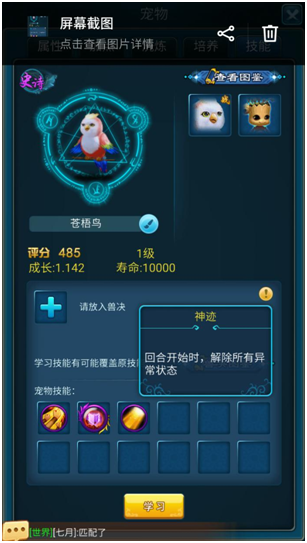 宠物
屏幕截图
点击查看图片详情
属性
炼
培养
技能
史诗
查看图鉴
苍梧鸟
评分 485
1级
成长:1.142
寿命:10000
请放入兽决
神迹
学习技能有可能覆盖原技
回合开始时，解除所有异
常状态
宠物技能：
学习
[世界][七月]:匹配了